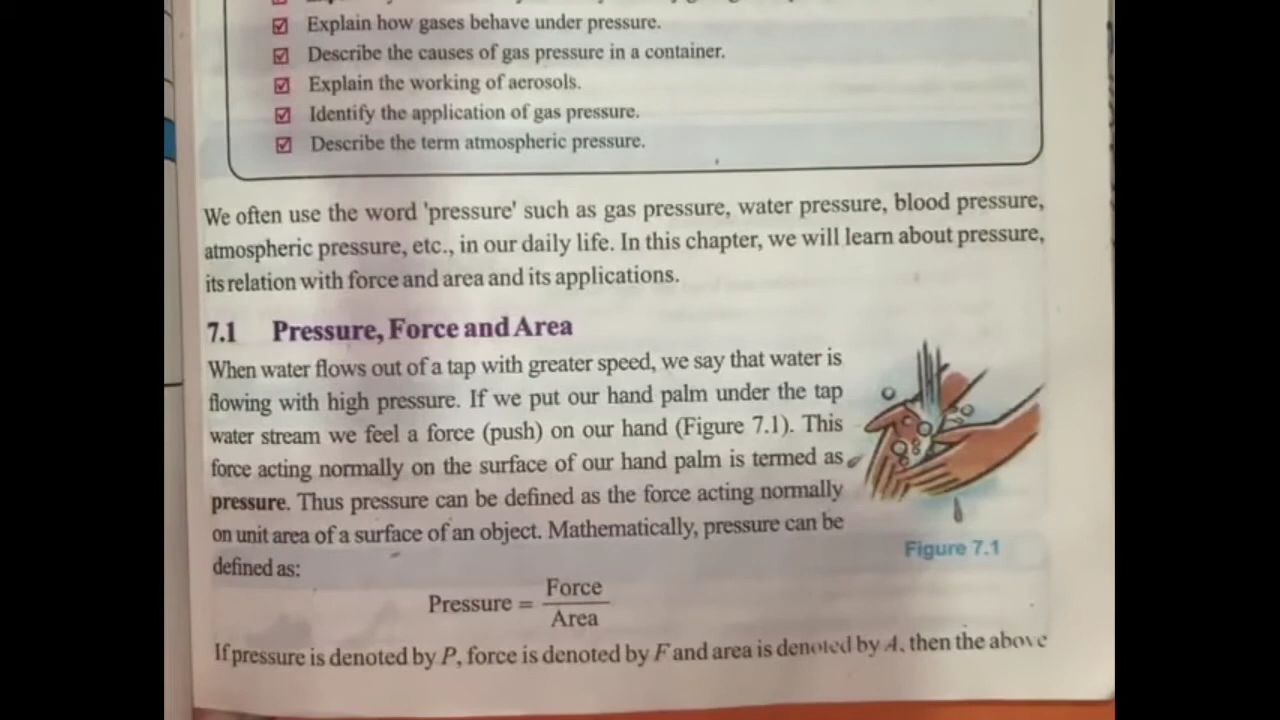 Explain how gases behave under pressure.
Describe the causes of gas pressure in a container.
Explain the working of aerosols.
Identify the application of gas pressure.
Describe the term atmospheric pressure.
We often use the word 'pressure' such as gas pressure, water pressure, blood pressure,
atmospheric pressure, etc., in our daily life. In this chapter, we will learn about pressure,
its relation with force and area and its applications.
7.1 Pressure, Force and Area
When water flows out of a tap with greater speed, we say that water is
flowing with high pressure. If we put our hand palm under the tap
water stream we feel a force (push) on our hand (Figure 7.1). This
force acting normally on the surface of our hand palm is termed as
pressure. Thus pressure can be defined as the force acting normally
on unit area of a surface of an object. Mathematically, pressure can be
defined as:
Figure 7.1
Pressure = Force
Area
If pressure is denoted by P, force is denoted by F and area is denoted by A, then the above